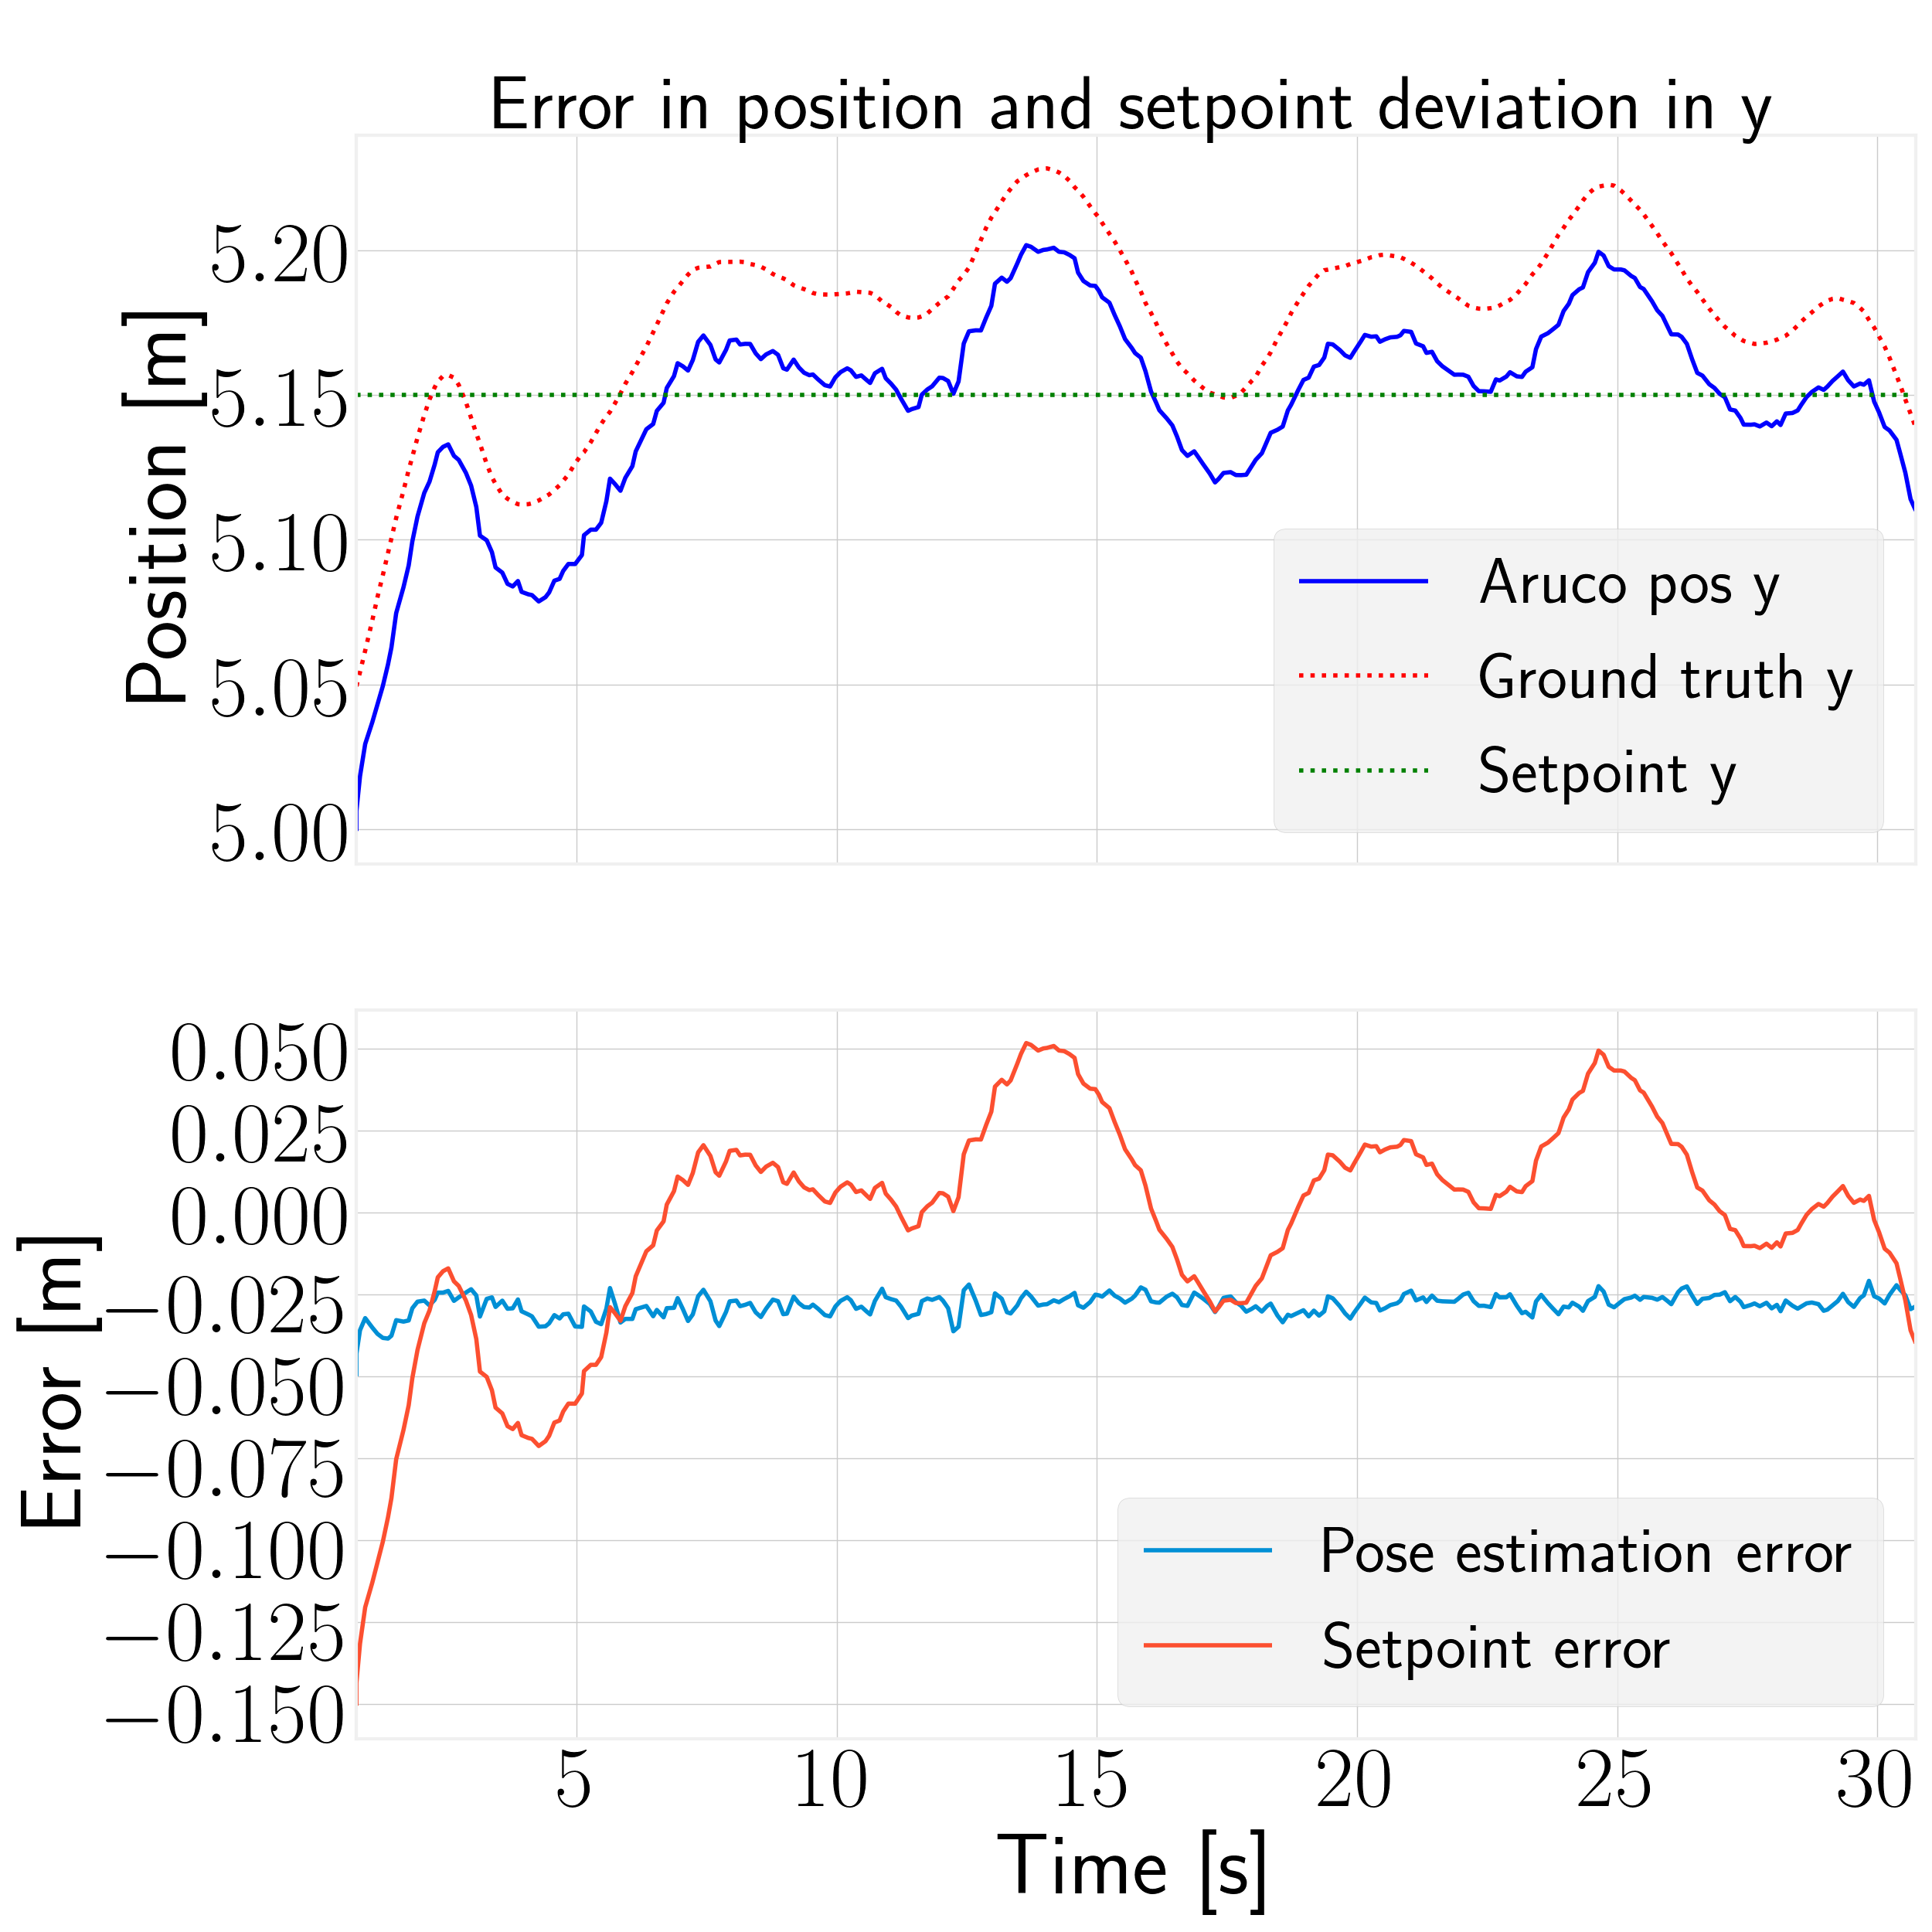 Error in position and setpoint deviation in y
Position [m]
5.20
5.15
5.10
5.05
5.00
Aruco pos y
Ground truth y
Setpoint y
Error [m]
0.050
0.025
0.000
−0.025
−0.050
−0.075
−0.100
−0.125
−0.150
Pose estimation error
Setpoint error
5 10 15 20 25 30
Time [s]